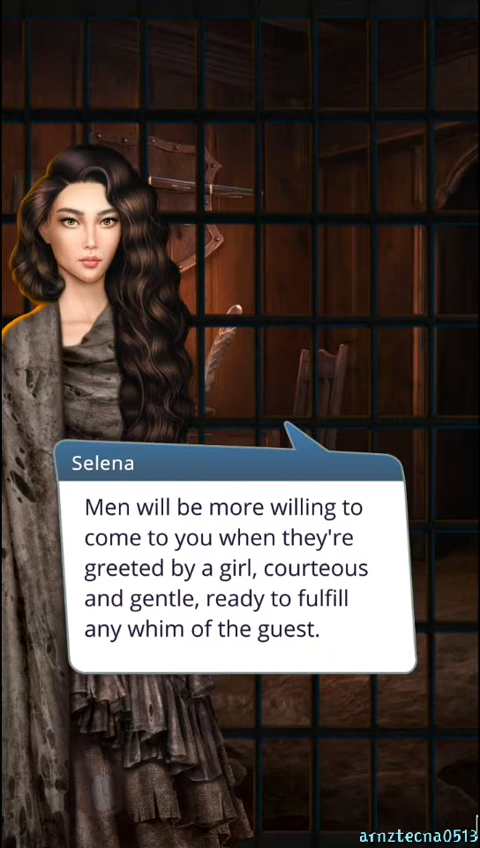 Selena
Men will be more willing to
come to you when they're
greeted by a girl, courteous
and gentle, ready to fulfill
any whim of the guest.
arnztecna0513